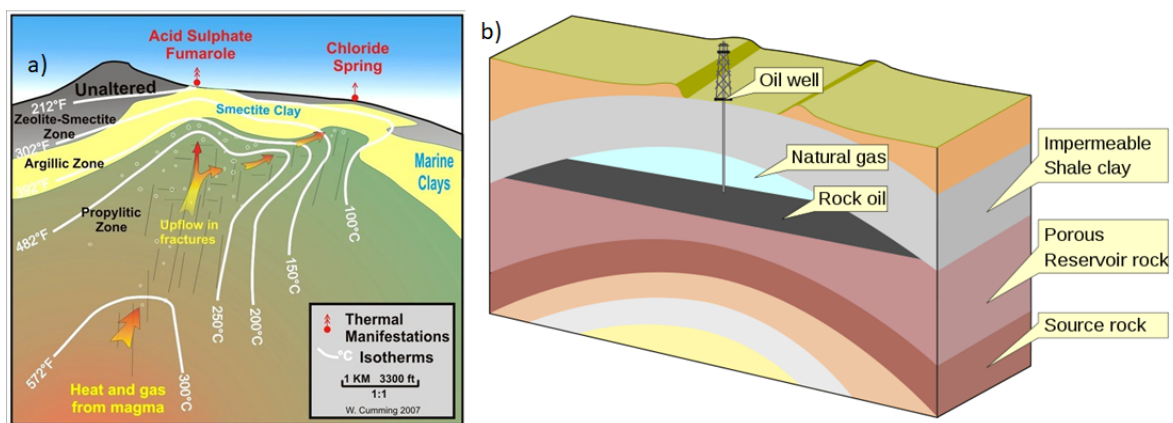 a)
Acid Sulphate
Fumarole
Chloride
Spring
Unaltered
212°F
Smectite Clay
Zeolite-Smectite
Zone
302°F
Argillic Zone
Marine
Clays
Propylitic
Zone
482°F
Upflow in
fractures
100°C
150°C
200°C
250°C
572°F
300°C
Heat and gas
from magma
Thermal
Manifestations
°C Isotherms
1 KM 3300 ft
1:1
W. Cumming 2007
b)
Oil well
Natural gas
Rock oil
Impermeable
Shale clay
Porous
Reservoir rock
Source rock